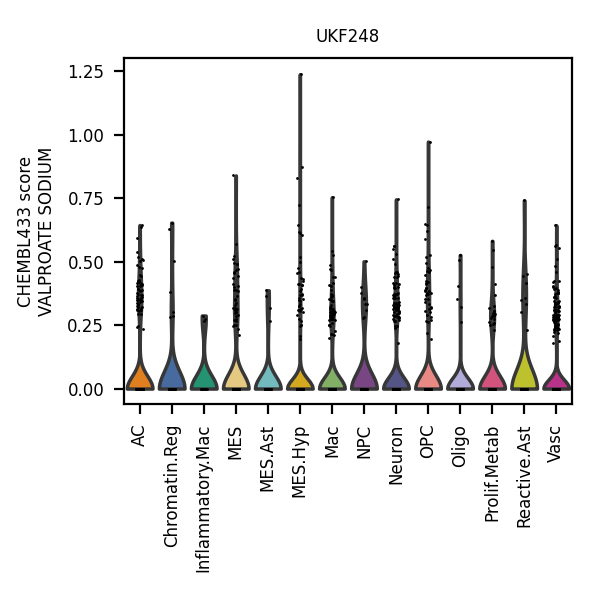 UKF248
CHEMBL433 score
VALPROATE SODIUM
1.25
1.00
0.75
0.50
0.25
0.00
AC
Chromatin.Reg
Inflammatory.Mac
MES
MES.Ast
MES.Hyp
Mac
NPC
Neuron
OPC
Oligo
Prolif.Metab
Reactive.Ast
Vasc